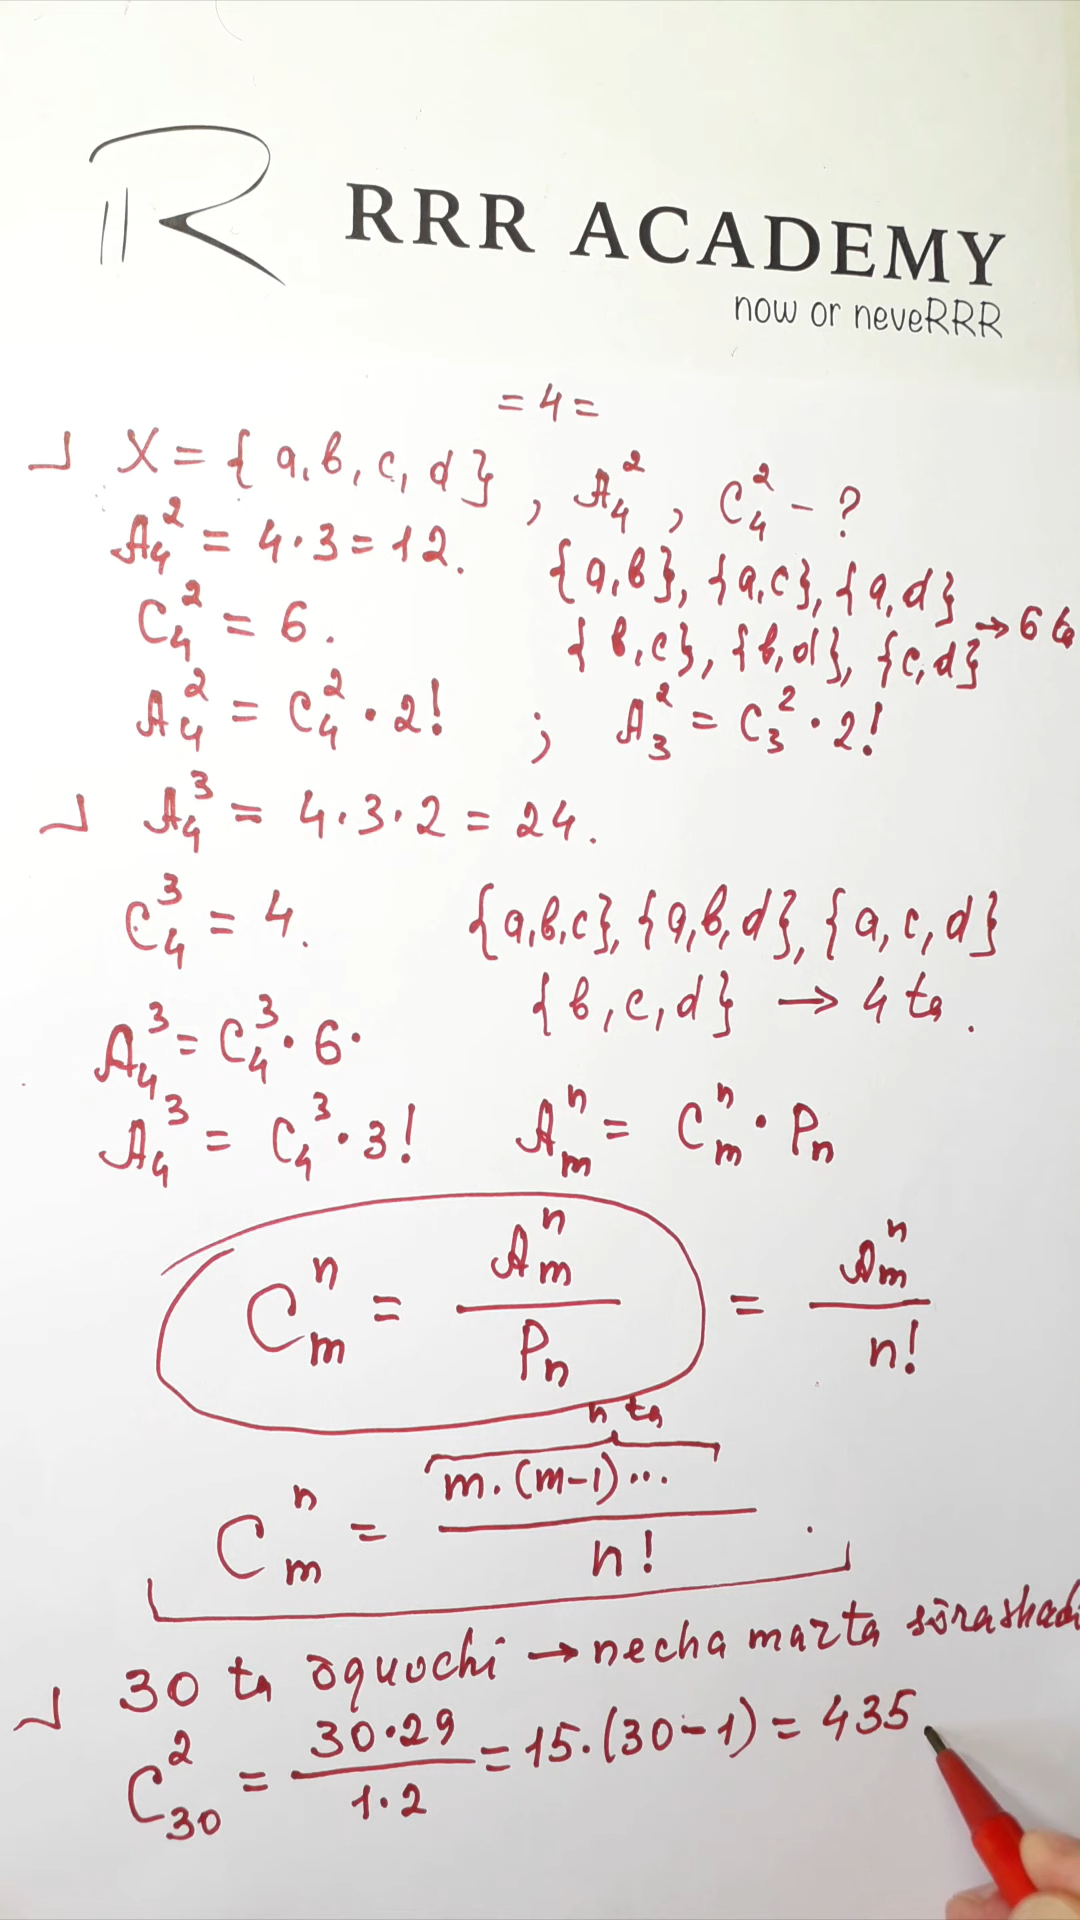 RRR ACADEMY
now or neveRRR
= 4 =
X = { a, b, c, d } , A₄² , C₄² - ?
A₄² = 4·3 = 12.
{a,b}, {a,c}, {a,d}
C₄² = 6.
{b,c}, {b,d}, {c,d} → 6 ta
A₄² = C₄² · 2! ; A₃² = C₃² · 2!
A₄³ = 4·3·2 = 24.
C₄³ = 4.
{a,b,c}, {a,b,d}, {a,c,d}
{b,c,d} → 4 ta.
A₄³ = C₄³ · 6 ·
A₄³ = C₄³ · 3! Aₘⁿ = Cₘⁿ · Pₙ
Cₘⁿ = Aₘⁿ / Pₙ = Aₘⁿ / n!
n ta
Cₘⁿ = m·(m-1)... / n!
30 ta õquvchi → necha marta sõrashadi
C₃₀² = 30·29 / 1·2 = 15·(30-1) = 435